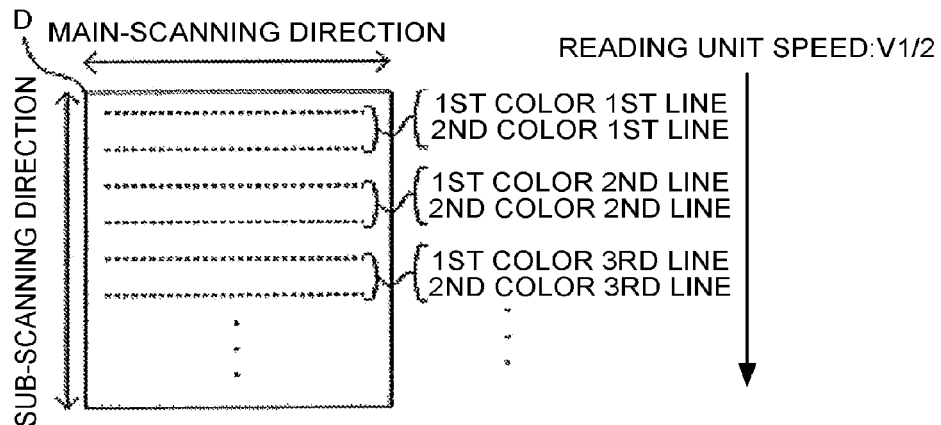 D
MAIN-SCANNING DIRECTION
READING UNIT SPEED:V1/2
SUB-SCANNING DIRECTION
1ST COLOR 1ST LINE
2ND COLOR 1ST LINE
1ST COLOR 2ND LINE
2ND COLOR 2ND LINE
1ST COLOR 3RD LINE
2ND COLOR 3RD LINE